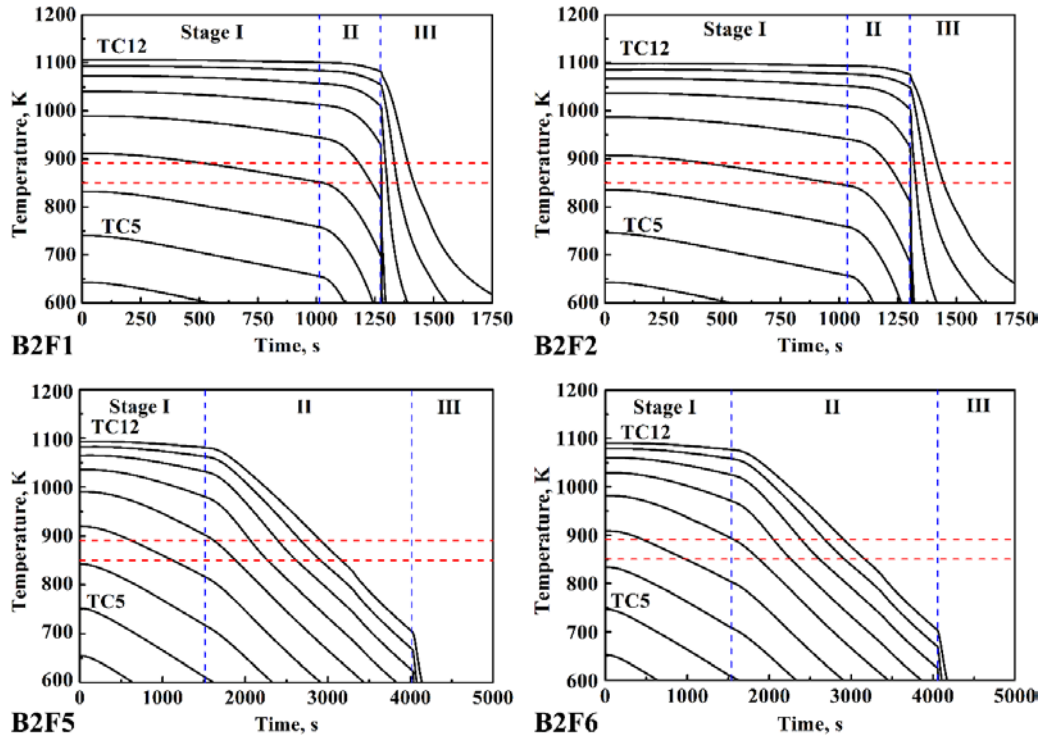 1200
Stage I
II
III
TC12
1100
1000
900
800
TC5
700
600
0
250
500
750
1000
1250
1500
1750
Temperature, K
Time, s
B2F1
1200
Stage I
II
III
TC12
1100
1000
900
800
TC5
700
600
0
250
500
750
1000
1250
1500
1750
Temperature, K
Time, s
B2F2
1200
Stage I
II
III
TC12
1100
1000
900
800
TC5
700
600
0
1000
2000
3000
4000
5000
Temperature, K
Time, s
B2F5
1200
Stage I
II
III
TC12
1100
1000
900
800
TC5
700
600
0
1000
2000
3000
4000
5000
Temperature, K
Time, s
B2F6